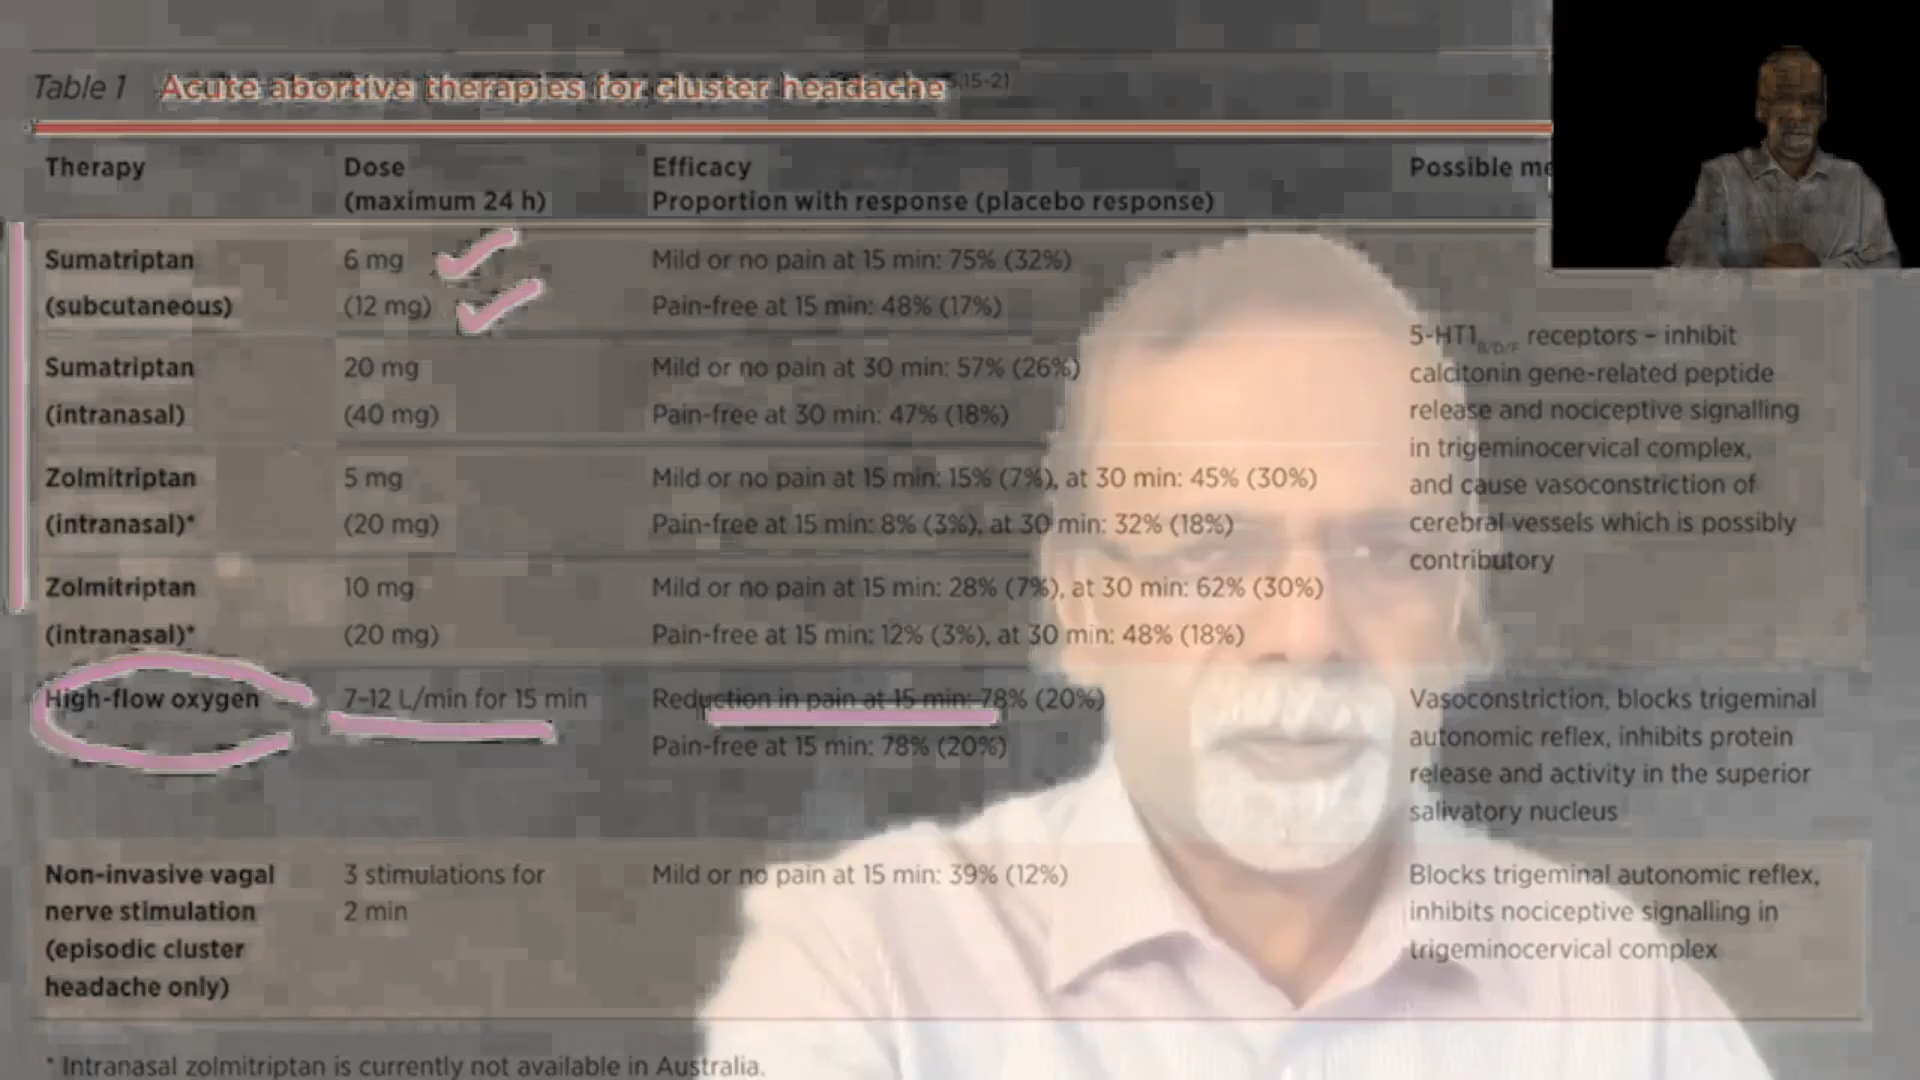 Table 1 Acute abortive therapies for cluster headache 15-21
Therapy Dose Efficacy Possible
(maximum 24 h) Proportion with response (placebo response)
Sumatriptan 6 mg Mild or no pain at 15 min: 75% (32%)
(subcutaneous) (12 mg) Pain-free at 15 min: 48% (17%)
Sumatriptan 20 mg Mild or no pain at 30 min: 57% (26%)
(intranasal) (40 mg) Pain-free at 30 min: 47% (18%)
Zolmitriptan 5 mg Mild or no pain at 15 min: 15% (7%), at 30 min: 45% (30%)
(intranasal)* (20 mg) Pain-free at 15 min: 8% (3%), at 30 min: 32% (18%)
Zolmitriptan 10 mg Mild or no pain at 15 min: 28% (7%), at 30 min: 62% (30%)
(intranasal)* (20 mg) Pain-free at 15 min: 12% (3%), at 30 min: 48% (18%)
5-HT1B/D/F receptors – inhibit
calcitonin gene-related peptide
release and nociceptive signalling
in trigeminocervical complex,
and cause vasoconstriction of
cerebral vessels which is possibly
contributory
High-flow oxygen 7–12 L/min for 15 min Reduction in pain at 15 min: 78% (20%)
Pain-free at 15 min: 78% (20%)
Vasoconstriction, blocks trigeminal
autonomic reflex, inhibits protein
release and activity in the superior
salivatory nucleus
Non-invasive vagal 3 stimulations for Mild or no pain at 15 min: 39% (12%)
nerve stimulation 2 min
(episodic cluster
headache only)
Blocks trigeminal autonomic reflex,
inhibits nociceptive signalling in
trigeminocervical complex
* Intranasal zolmitriptan is currently not available in Australia.